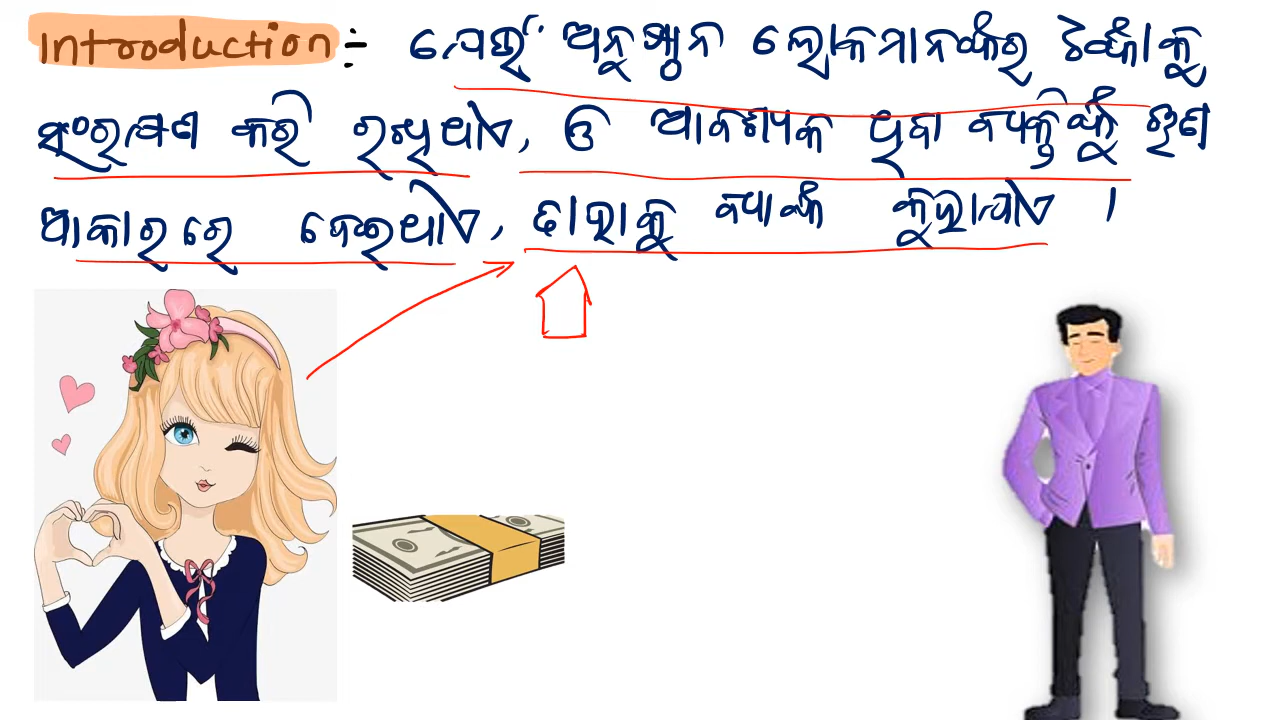 Introduction :- ଯେଉଁ ଅନୁଷ୍ଠାନ ଲୋକମାନଙ୍କର ଟଙ୍କାକୁ
ସଂରକ୍ଷଣ କରି ରଖିଥାଏ, ଓ ଆବଶ୍ୟକ ଥିବା ବ୍ୟକ୍ତିଙ୍କୁ ଋଣ
ଆକାରରେ ଦେଇଥାଏ, ତାହାକୁ ବ୍ୟାଙ୍କ କୁହାଯାଏ ।